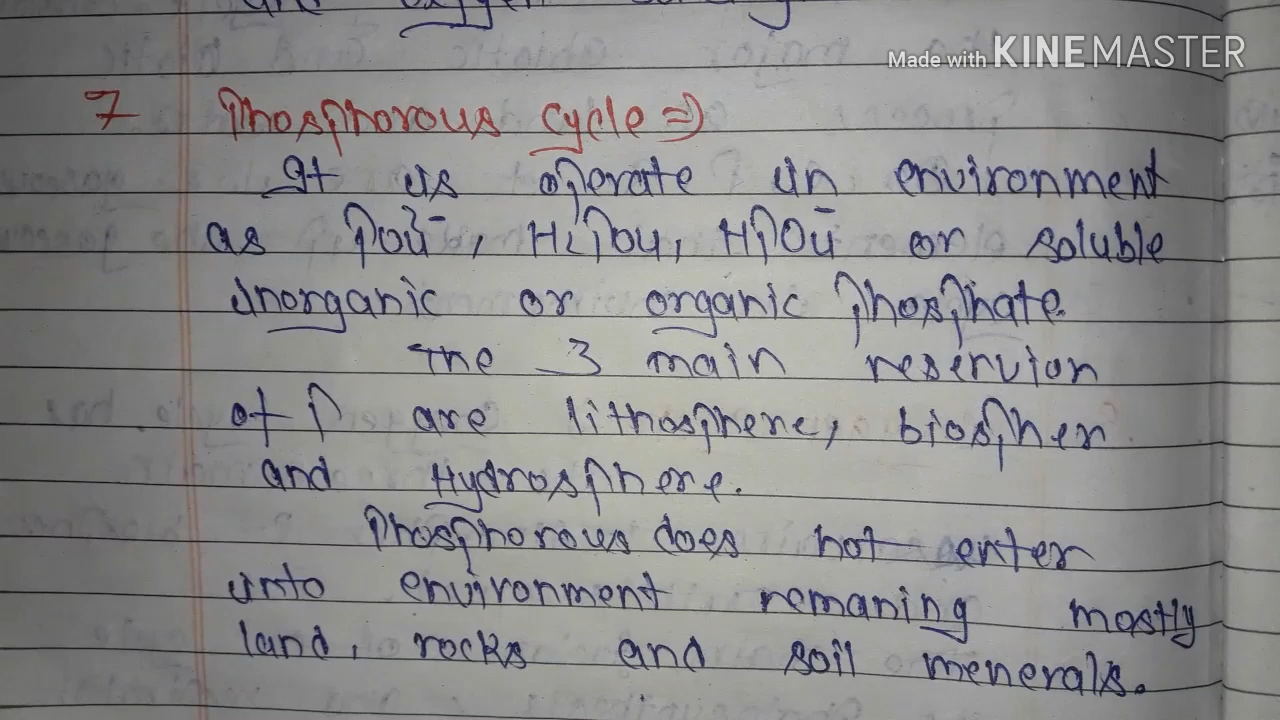 Made with KINEMASTER
7 Phosphorous cycle ⇒
It is operate in environment
as PO4³⁻, H2PO4, HPO4⁻ or soluble
inorganic or organic phosphate.
The 3 main reservior
of P are lithosphere, biospher
and Hydrosphere.
Phosphorous does not enter
into environment remaning mostly
land, rocks and soil menerals.